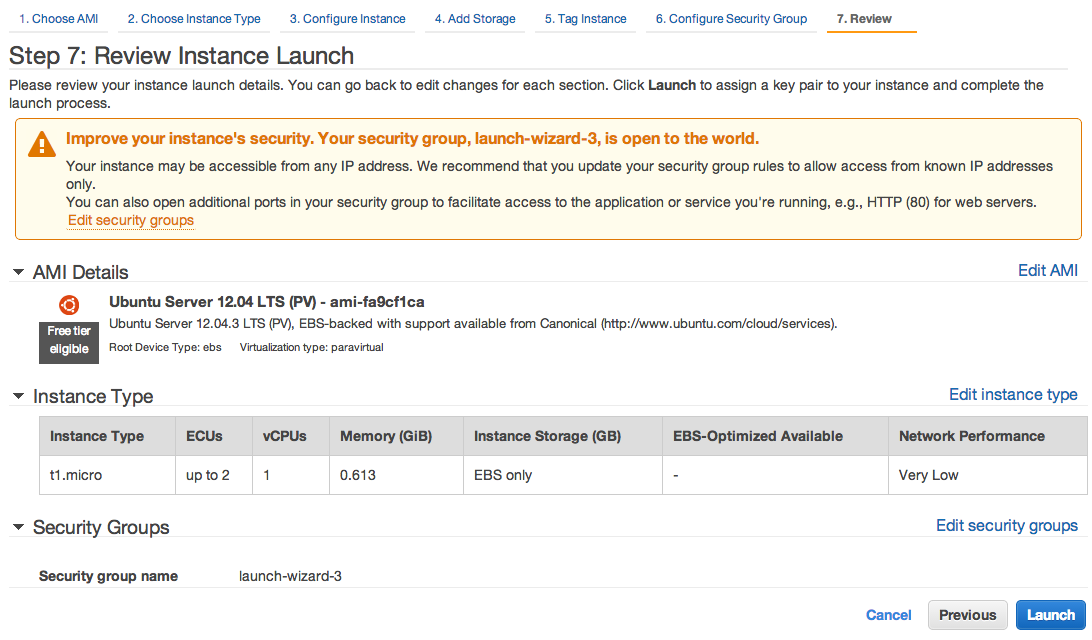 1. Choose AMI 2. Choose Instance Type 3. Configure Instance 4. Add Storage 5. Tag Instance 6. Configure Security Group 7. Review
Step 7: Review Instance Launch
Please review your instance launch details. You can go back to edit changes for each section. Click Launch to assign a key pair to your instance and complete the
launch process.
Improve your instance's security. Your security group, launch-wizard-3, is open to the world.
Your instance may be accessible from any IP address. We recommend that you update your security group rules to allow access from known IP addresses
only.
You can also open additional ports in your security group to facilitate access to the application or service you're running, e.g., HTTP (80) for web servers.
Edit security groups
AMI Details Edit AMI
Ubuntu Server 12.04 LTS (PV) - ami-fa9cf1ca
Free tier
eligible
Ubuntu Server 12.04.3 LTS (PV), EBS-backed with support available from Canonical (http://www.ubuntu.com/cloud/services).
Root Device Type: ebs Virtualization type: paravirtual
Instance Type Edit instance type
Instance Type ECUs vCPUs Memory (GiB) Instance Storage (GB) EBS-Optimized Available Network Performance
t1.micro up to 2 1 0.613 EBS only - Very Low
Security Groups Edit security groups
Security group name launch-wizard-3
Cancel Previous Launch